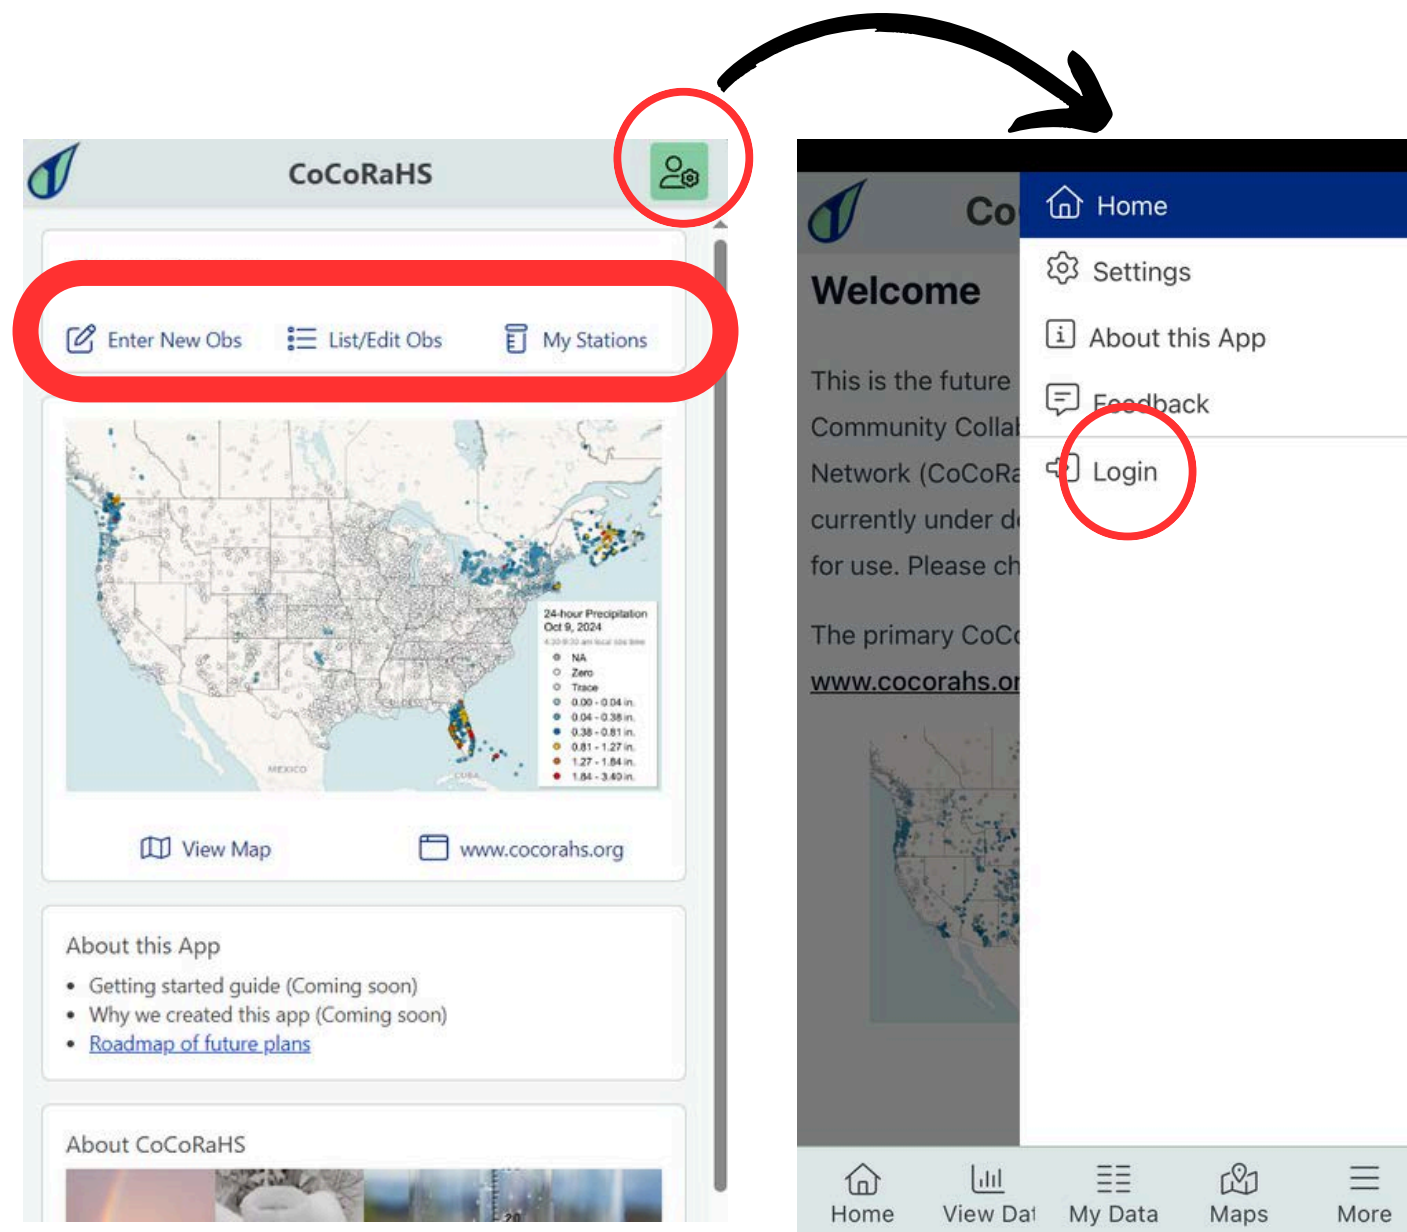 CoCoRaHS
Enter New Obs
List/Edit Obs
My Stations
24-hour Precipitation
Oct 9, 2024
NA
Zero
Trace
0.00 - 0.04 in.
0.04 - 0.38 in.
0.38 - 0.81 in.
0.81 - 1.27 in.
1.27 - 1.84 in.
1.84 - 3.40 in.
MEXICO
CUBA
View Map
www.cocorahs.org
About this App
• Getting started guide (Coming soon)
• Why we created this app (Coming soon)
• Roadmap of future plans
About CoCoRaHS
20
Co
Welcome
This is the future
Community Collab
Network (CoCoRa
currently under de
for use. Please ch
The primary CoCo
www.cocorahs.or
Home
Settings
About this App
Feedback
Login
Home
View Dat
My Data
Maps
More